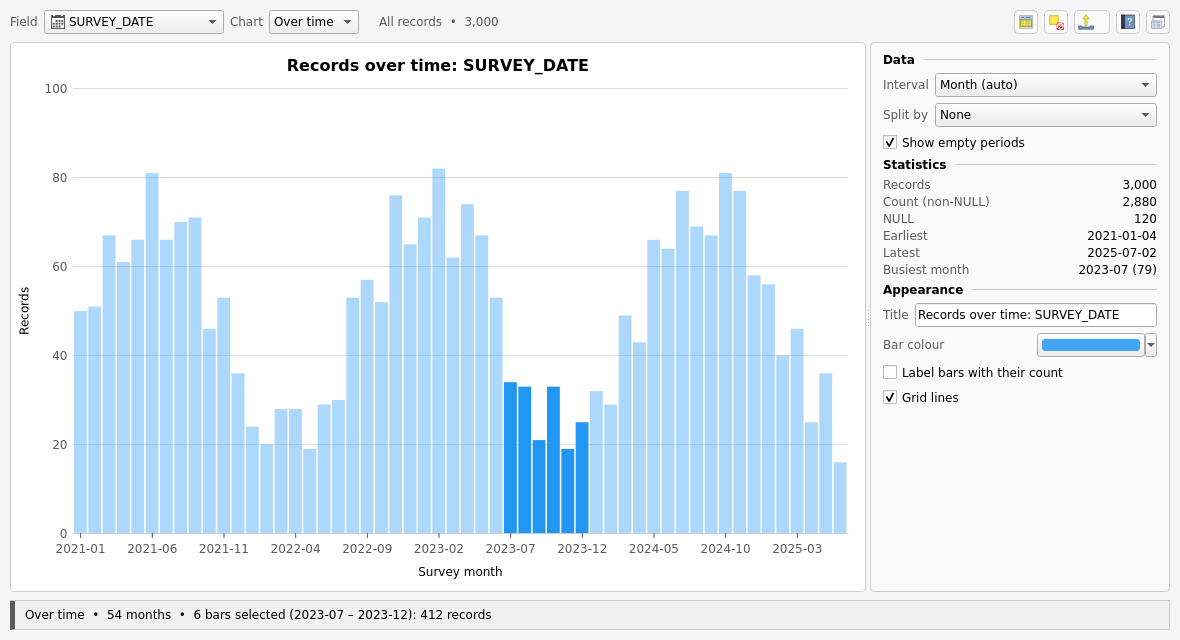 Field SURVEY_DATE Chart Over time All records • 3,000
Records over time: SURVEY_DATE
100
80
60
40
20
0
Records
2021-01 2021-06 2021-11 2022-04 2022-09 2023-02 2023-07 2023-12 2024-05 2024-10 2025-03
Survey month
Data
Interval Month (auto)
Split by None
Show empty periods
Statistics
Records 3,000
Count (non-NULL) 2,880
NULL 120
Earliest 2021-01-04
Latest 2025-07-02
Busiest month 2023-07 (79)
Appearance
Title Records over time: SURVEY_DATE
Bar colour
Label bars with their count
Grid lines
Over time • 54 months • 6 bars selected (2023-07 – 2023-12): 412 records